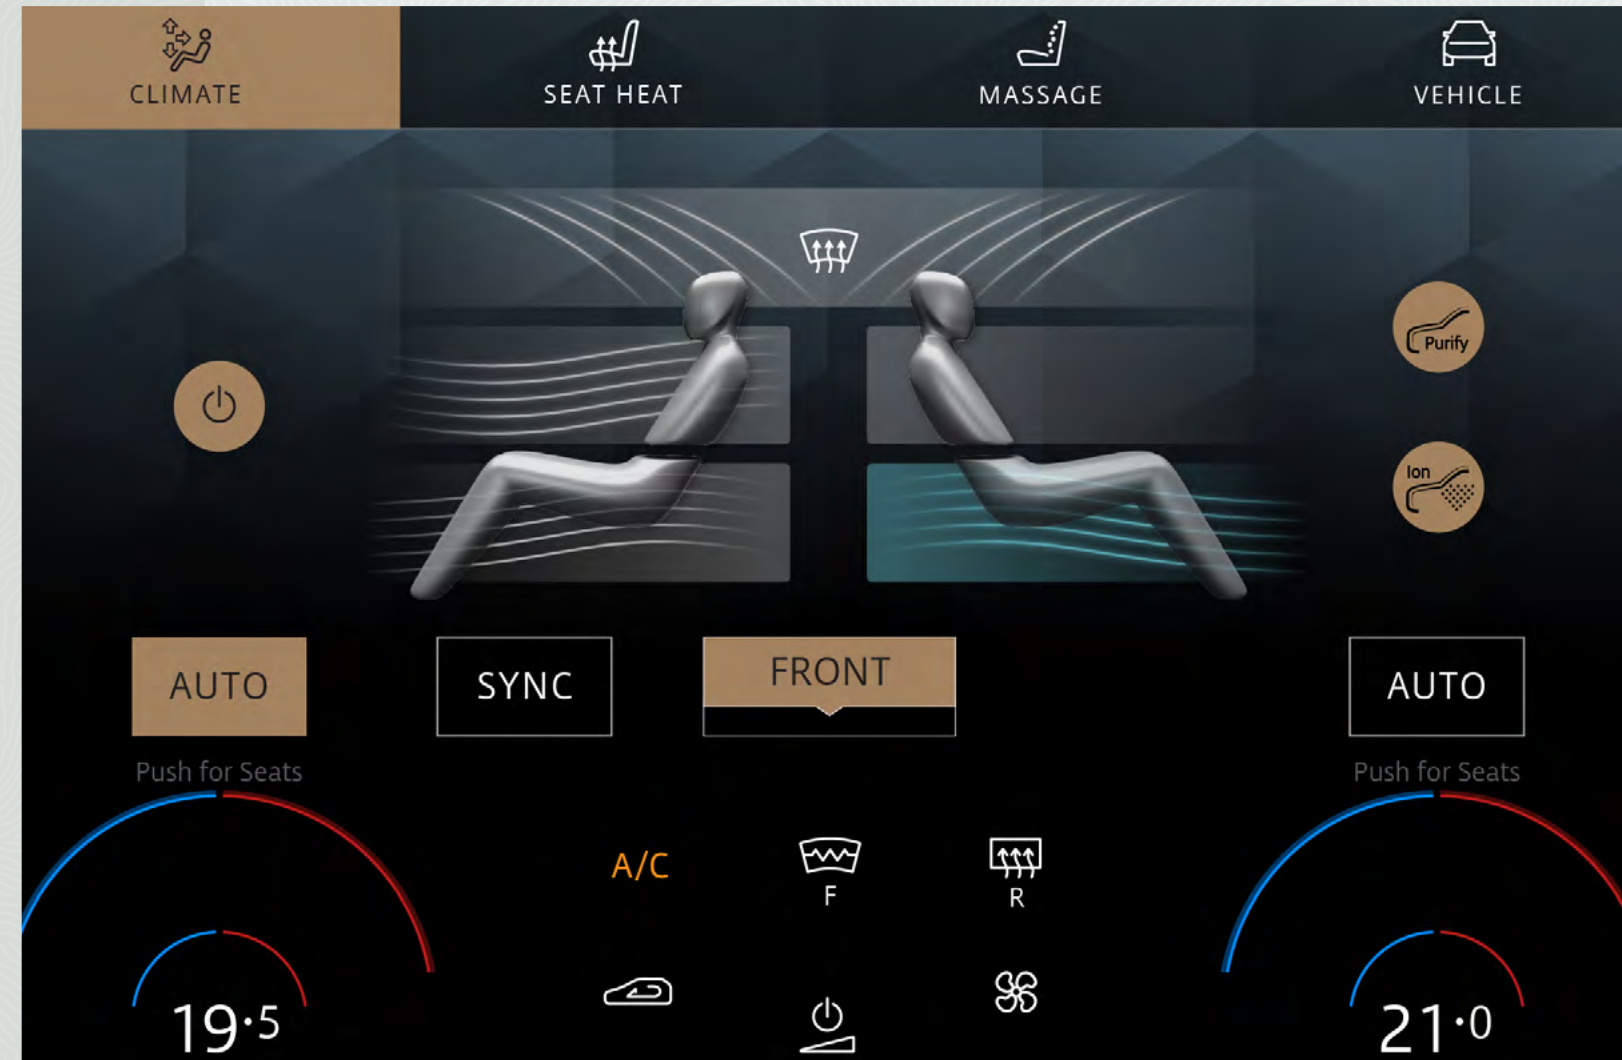 CLIMATE
SEAT HEAT
MASSAGE
VEHICLE
Purify
Ion
AUTO
SYNC
FRONT
AUTO
Push for Seats
Push for Seats
A/C
F
R
19.5
21.0